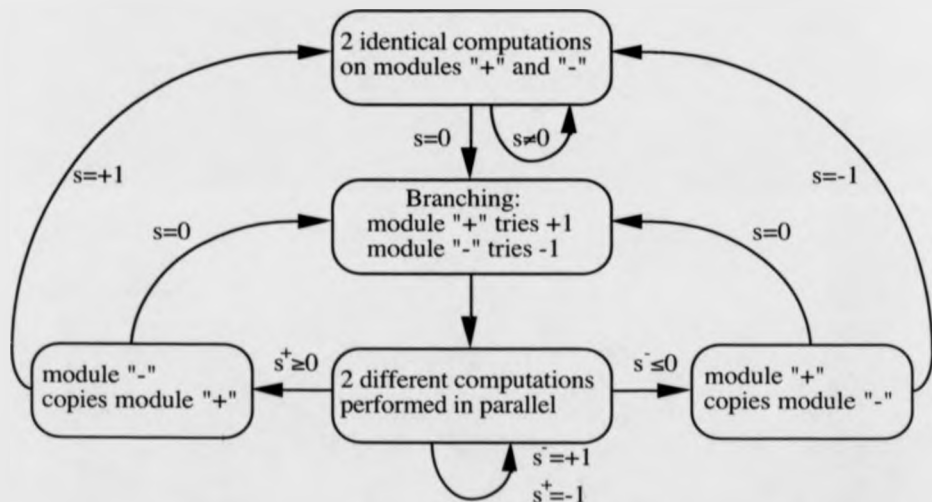 2 identical computations
on modules "+" and "-"
s=0
s≠0
s=+1
s=-1
Branching:
module "+" tries +1
module "-" tries -1
s=0
s=0
module "-"
copies module "+"
s⁺≥0
2 different computations
performed in parallel
s⁻≤0
module "+"
copies module "-"
s⁻=+1
s⁺=-1